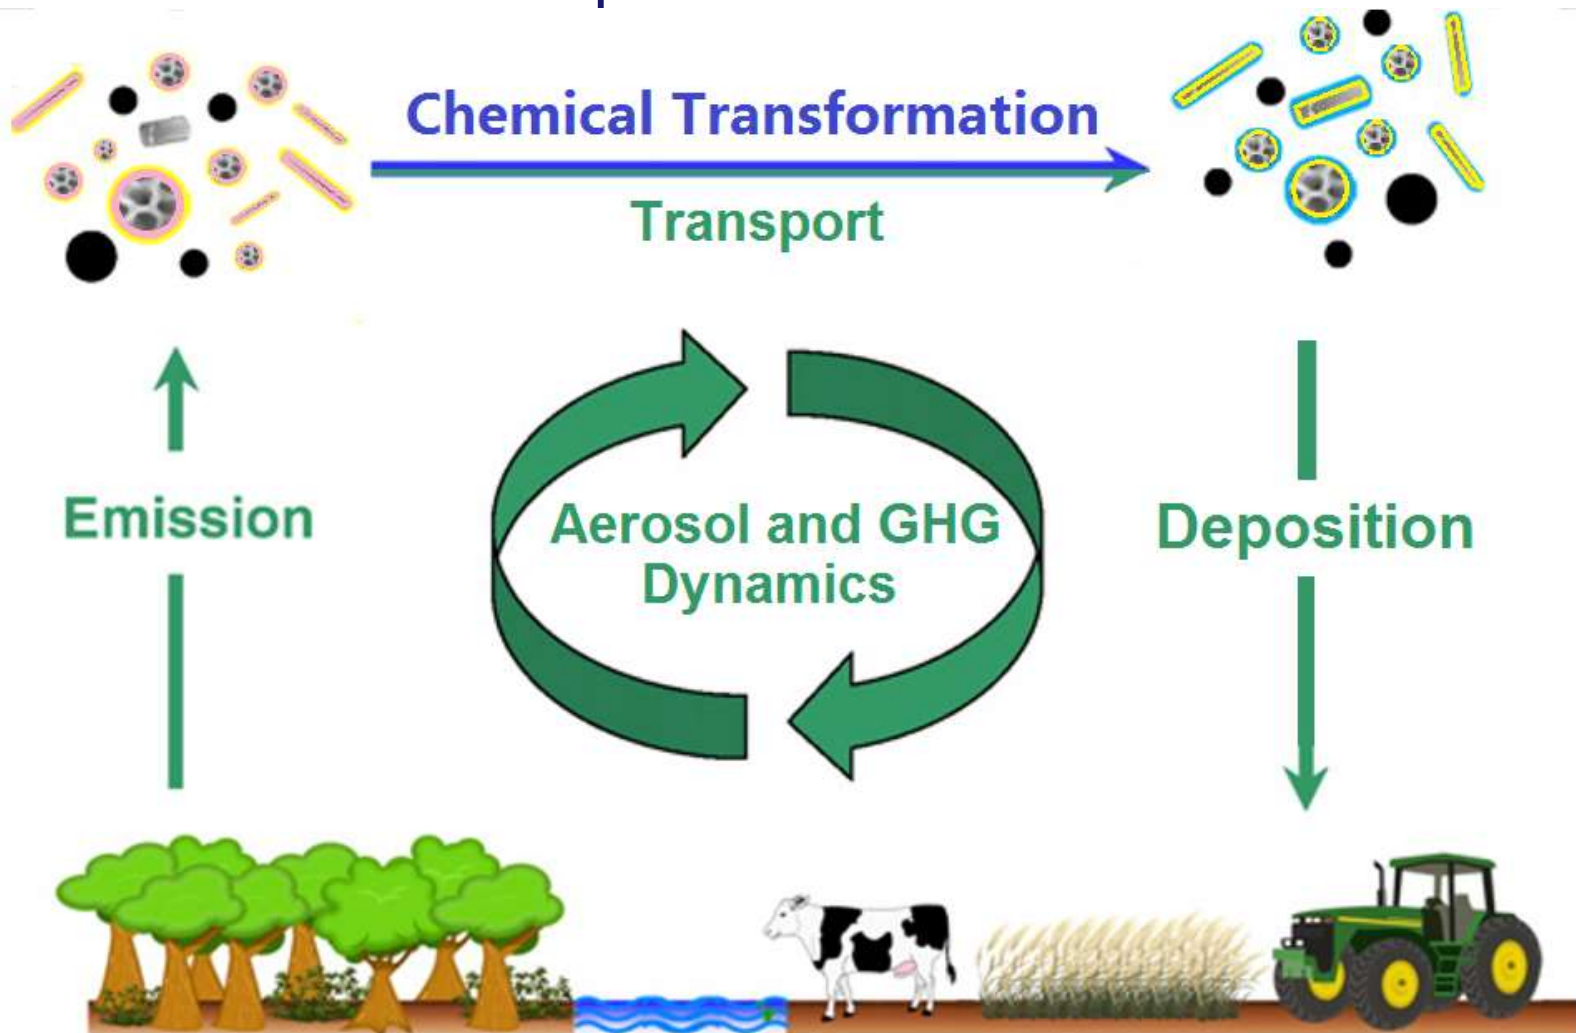 Chemical Transformation
Transport
Emission
Aerosol and GHG
Dynamics
Deposition